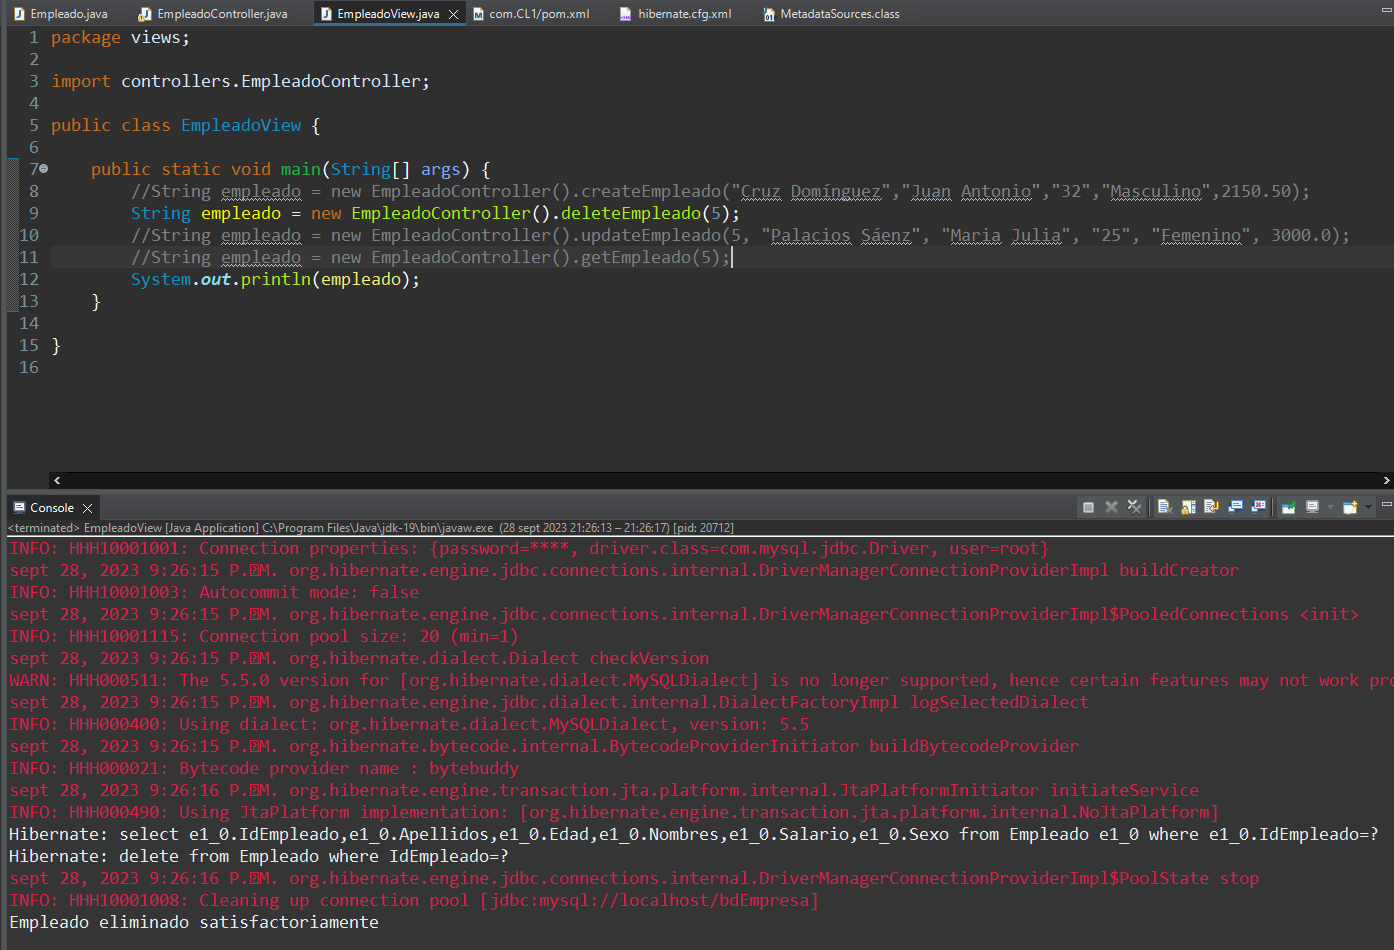 Empleado.java EmpleadoController.java EmpleadoView.java com.CL1/pom.xml hibernate.cfg.xml MetadataSources.class
1 package views;
2
3 import controllers.EmpleadoController;
4
5 public class EmpleadoView {
6
7 public static void main(String[] args) {
8 //String empleado = new EmpleadoController().createEmpleado("Cruz Domínguez","Juan Antonio","32","Masculino",2150.50);
9 String empleado = new EmpleadoController().deleteEmpleado(5);
10 //String empleado = new EmpleadoController().updateEmpleado(5, "Palacios Sáenz", "Maria Julia", "25", "Femenino", 3000.0);
11 //String empleado = new EmpleadoController().getEmpleado(5);
12 System.out.println(empleado);
13 }
14
15 }
16
Console
<terminated> EmpleadoView [Java Application] C:\Program Files\Java\jdk-19\bin\javaw.exe (28 sept 2023 21:26:13 – 21:26:17) [pid: 20712]
INFO: HHH10001001: Connection properties: {password=****, driver.class=com.mysql.jdbc.Driver, user=root}
sept 28, 2023 9:26:15 P.�M. org.hibernate.engine.jdbc.connections.internal.DriverManagerConnectionProviderImpl buildCreator
INFO: HHH10001003: Autocommit mode: false
sept 28, 2023 9:26:15 P.�M. org.hibernate.engine.jdbc.connections.internal.DriverManagerConnectionProviderImpl$PooledConnections <init>
INFO: HHH10001115: Connection pool size: 20 (min=1)
sept 28, 2023 9:26:15 P.�M. org.hibernate.dialect.Dialect checkVersion
WARN: HHH000511: The 5.5.0 version for [org.hibernate.dialect.MySQLDialect] is no longer supported, hence certain features may not work pro
sept 28, 2023 9:26:15 P.�M. org.hibernate.dialect.internal.DialectFactoryImpl logSelectedDialect
INFO: HHH000400: Using dialect: org.hibernate.dialect.MySQLDialect, version: 5.5
sept 28, 2023 9:26:15 P.�M. org.hibernate.bytecode.internal.BytecodeProviderInitiator buildBytecodeProvider
INFO: HHH000021: Bytecode provider name : bytebuddy
sept 28, 2023 9:26:16 P.�M. org.hibernate.engine.transaction.jta.platform.internal.JtaPlatformInitiator initiateService
INFO: HHH000490: Using JtaPlatform implementation: [org.hibernate.engine.transaction.jta.platform.internal.NoJtaPlatform]
Hibernate: select e1_0.IdEmpleado,e1_0.Apellidos,e1_0.Edad,e1_0.Nombres,e1_0.Salario,e1_0.Sexo from Empleado e1_0 where e1_0.IdEmpleado=?
Hibernate: delete from Empleado where IdEmpleado=?
sept 28, 2023 9:26:16 P.�M. org.hibernate.engine.jdbc.connections.internal.DriverManagerConnectionProviderImpl$PoolState stop
INFO: HHH10001008: Cleaning up connection pool [jdbc:mysql://localhost/bdEmpresa]
Empleado eliminado satisfactoriamente